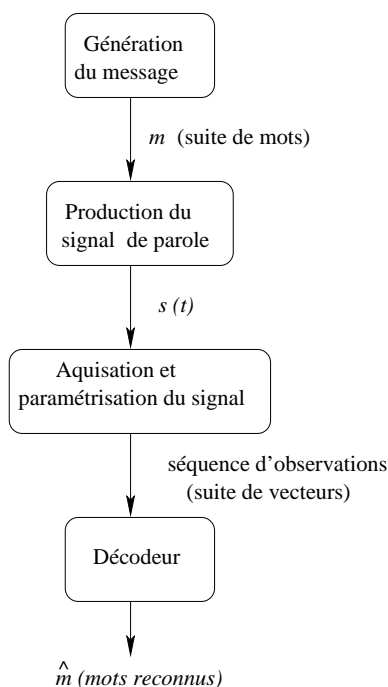 Génération
du message
m (suite de mots)
Production du
signal de parole
s (t)
Aquisation et
paramétrisation du signal
séquence d’observations
(suite de vecteurs)
Décodeur
m̂ (mots reconnus)